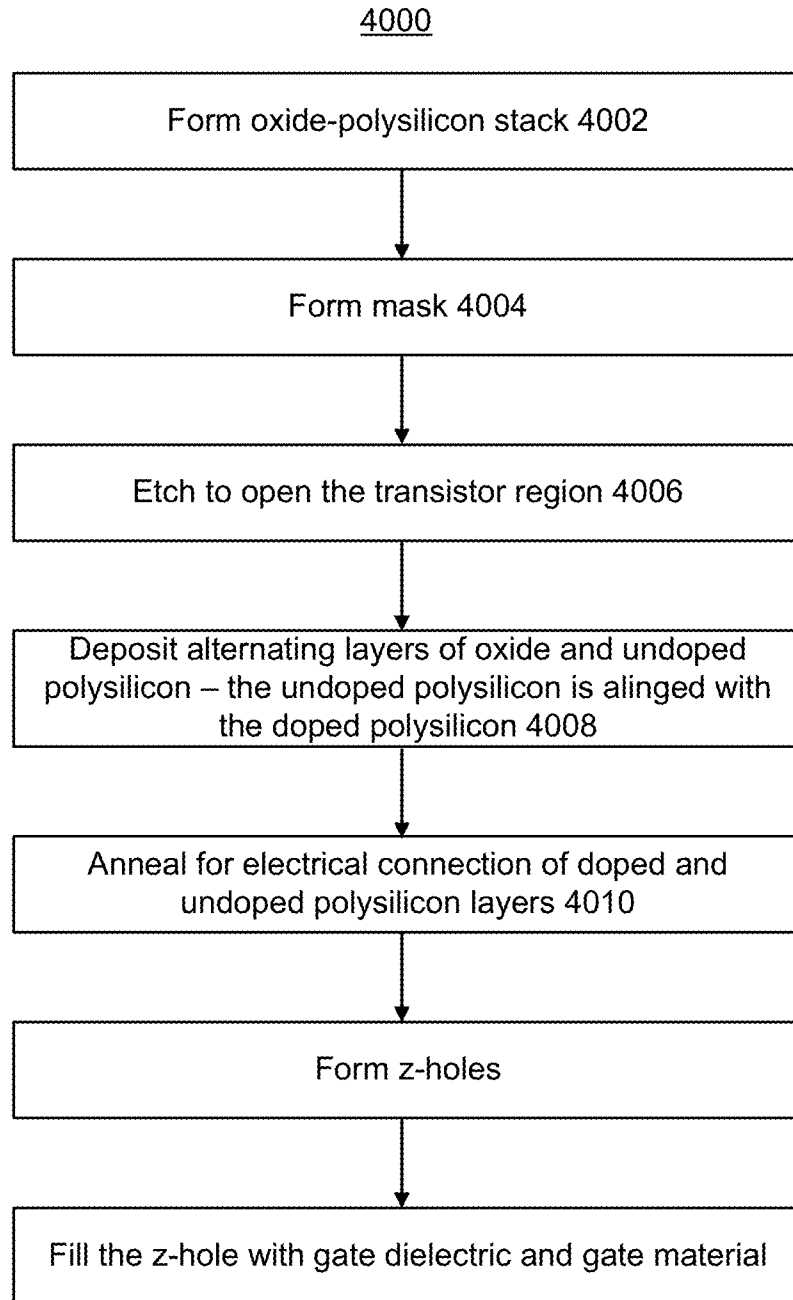 4000
Form oxide-polysilicon stack 4002
Form mask 4004
Etch to open the transistor region 4006
Deposit alternating layers of oxide and undoped
polysilicon – the undoped polysilicon is alinged with
the doped polysilicon 4008
Anneal for electrical connection of doped and
undoped polysilicon layers 4010
Form z-holes
Fill the z-hole with gate dielectric and gate material